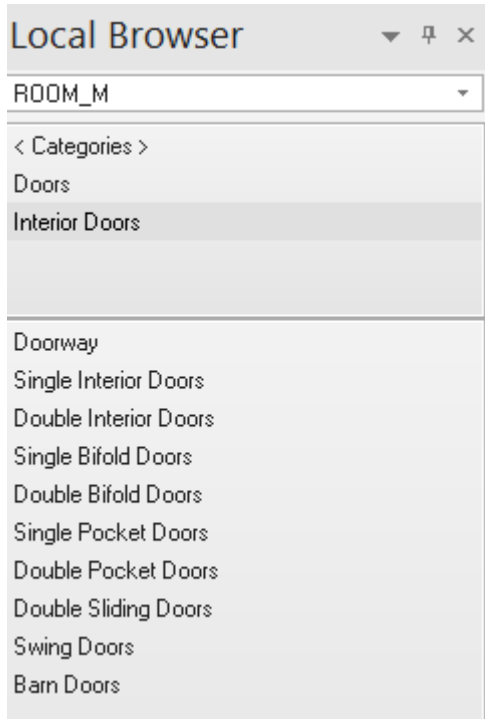 Local Browser
ROOM_M
< Categories >
Doors
Interior Doors
Doorway
Single Interior Doors
Double Interior Doors
Single Bifold Doors
Double Bifold Doors
Single Pocket Doors
Double Pocket Doors
Double Sliding Doors
Swing Doors
Barn Doors